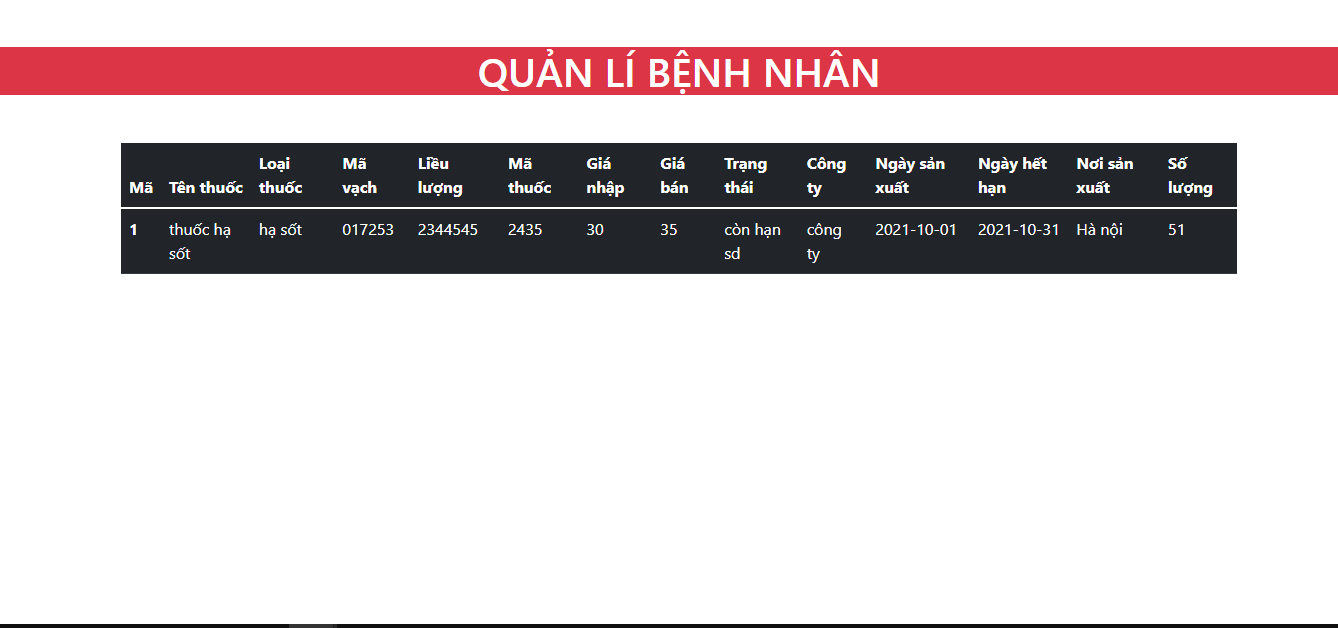 QUẢN LÍ BỆNH NHÂN
Mã Tên thuốc Loại thuốc Mã vạch Liều lượng Mã thuốc Giá nhập Giá bán Trạng thái Công ty Ngày sản xuất Ngày hết hạn Nơi sản xuất Số lượng
1 thuốc hạ sốt hạ sốt 017253 2344545 2435 30 35 còn hạn sd công ty 2021-10-01 2021-10-31 Hà nội 51